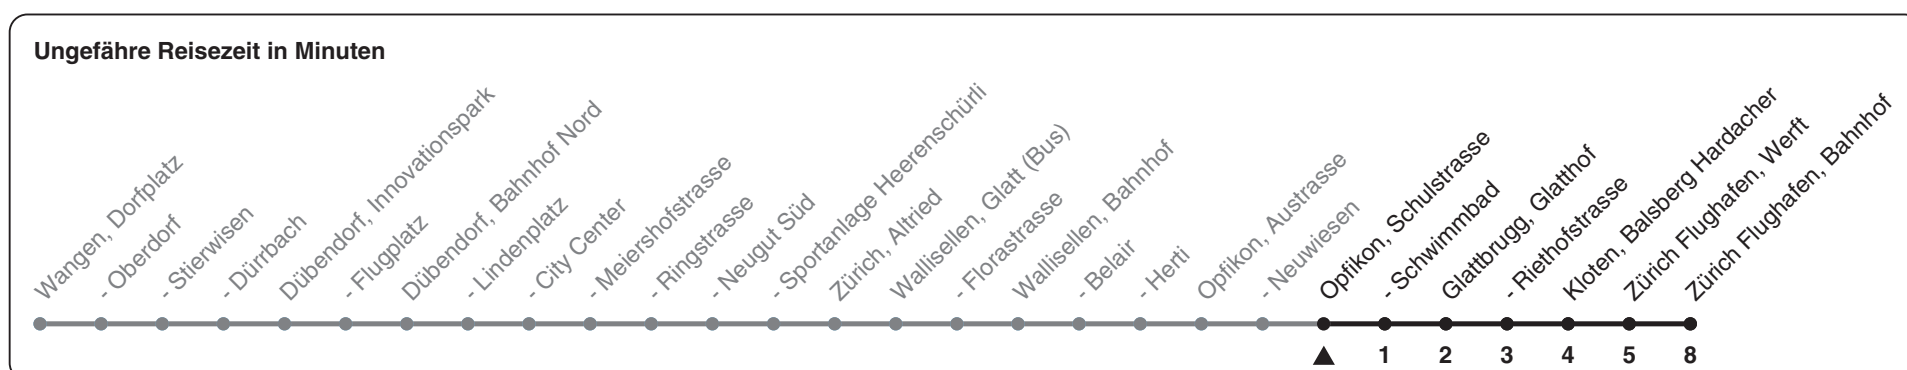 Ungefähre Reisezeit in Minuten
Wangen, Dorfplatz
- Oberdorf
- Stierwisen
- Dürrbach
Dübendorf, Innovationspark
- Flugplatz
Dübendorf, Bahnhof Nord
- Lindenplatz
- City Center
- Meiershofstrasse
- Ringstrasse
- Neugut Süd
- Sportanlage Heerenschürli
Zürich, Altried
Wallisellen, Glatt (Bus)
- Florastrasse
Wallisellen, Bahnhof
- Belair
- Herti
Opfikon, Austrasse
- Neuwiesen
Opfikon, Schulstrasse
- Schwimmbad
Glattbrugg, Glatthof
- Riethofstrasse
Kloten, Balsberg Hardacher
Zürich Flughafen, Werft
Zürich Flughafen, Bahnhof
1 2 3 4 5 8